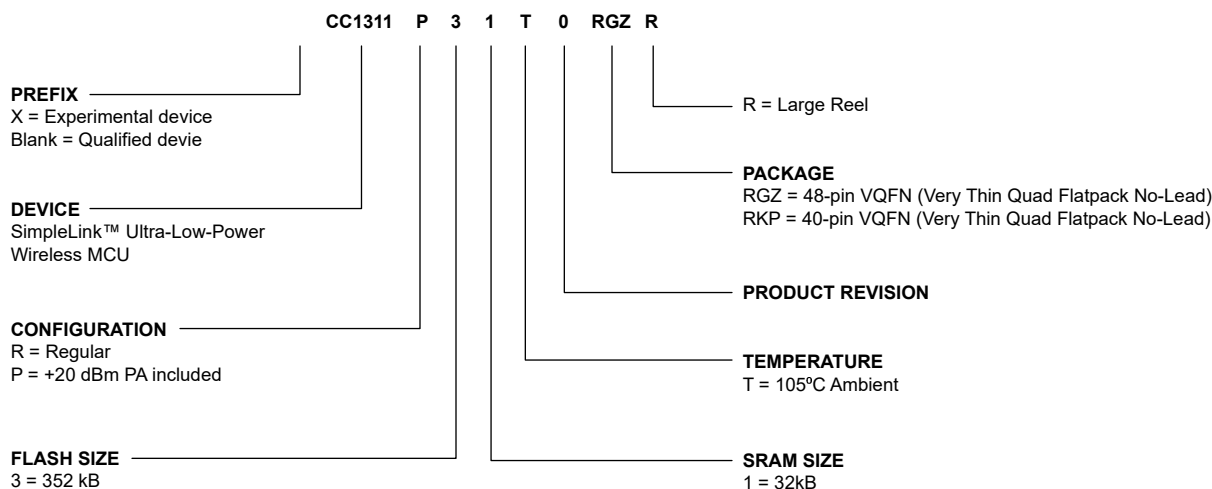 CC1311 P 3 1 T 0 RGZ R
PREFIX
X = Experimental device
Blank = Qualified devie
DEVICE
SimpleLink™ Ultra-Low-Power
Wireless MCU
CONFIGURATION
R = Regular
P = +20 dBm PA included
FLASH SIZE
3 = 352 kB
R = Large Reel
PACKAGE
RGZ = 48-pin VQFN (Very Thin Quad Flatpack No-Lead)
RKP = 40-pin VQFN (Very Thin Quad Flatpack No-Lead)
PRODUCT REVISION
TEMPERATURE
T = 105ºC Ambient
SRAM SIZE
1 = 32kB